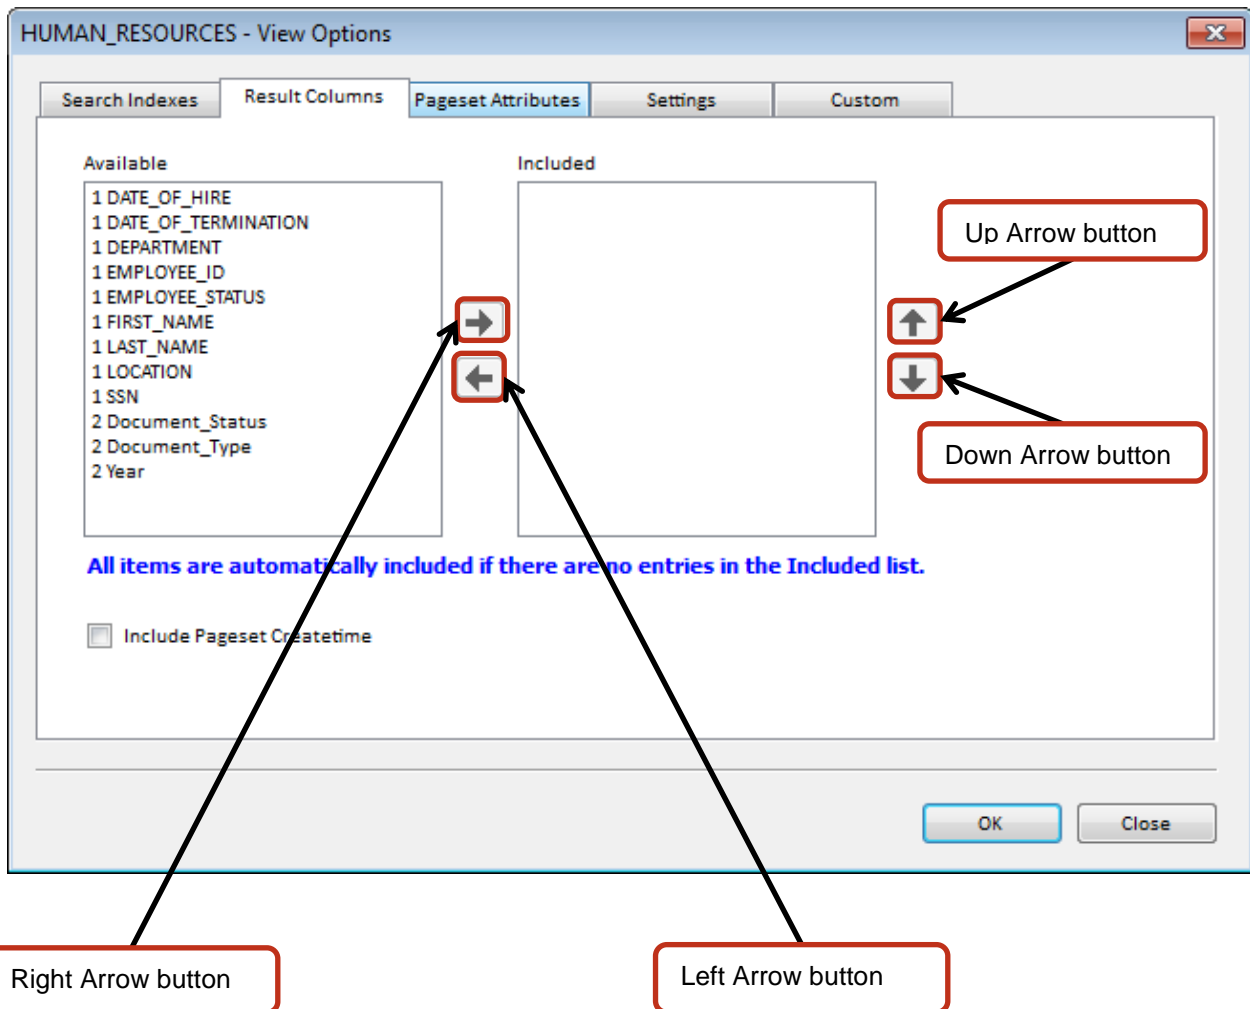 HUMAN_RESOURCES - View Options
Search Indexes
Result Columns
Pageset Attributes
Settings
Custom
Available
Included
1 DATE_OF_HIRE
1 DATE_OF_TERMINATION
1 DEPARTMENT
1 EMPLOYEE_ID
1 EMPLOYEE_STATUS
1 FIRST_NAME
1 LAST_NAME
1 LOCATION
1 SSN
2 Document_Status
2 Document_Type
2 Year
Up Arrow button
Down Arrow button
All items are automatically included if there are no entries in the Included list.
Include Pageset Createtime
OK
Close
Right Arrow button
Left Arrow button